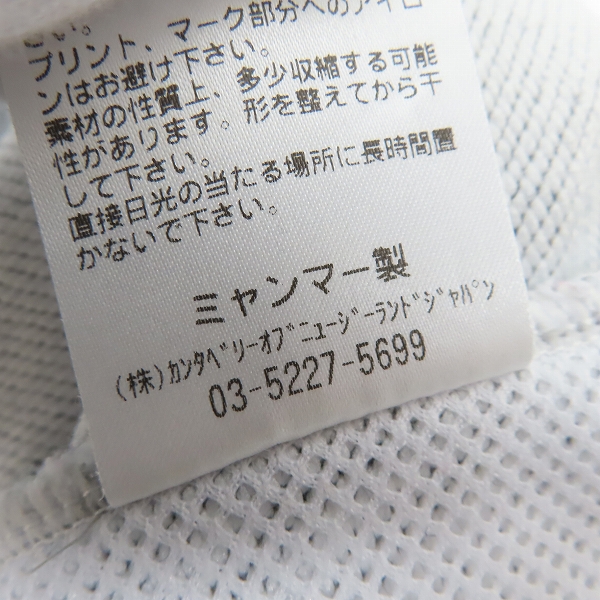 さい。
プリント、マーク部分へのアイロ
ンはお避け下さい。
素材の性質上、多少収縮する可能
性があります。形を整えてから干
して下さい。
直接日光の当たる場所に長時間置
かないで下さい。
ミャンマー製
(株)ｶﾝﾀﾍﾞﾘｰｵﾌﾞﾆｭｰｼﾞｰﾗﾝﾄﾞｼﾞｬﾊﾟﾝ
03-5227-5699